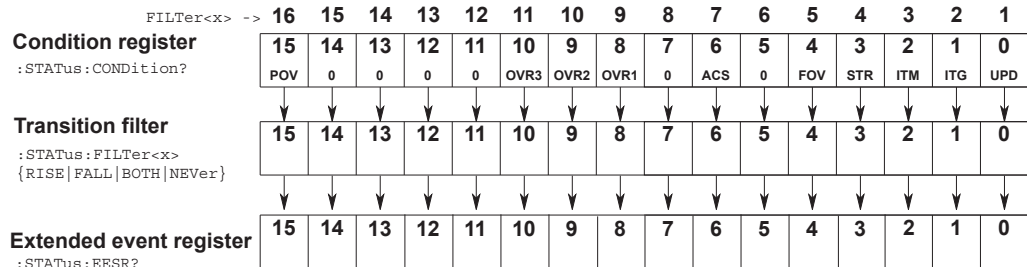 FILTer<x> -> 16 15 14 13 12 11 10 9 8 7 6 5 4 3 2 1
Condition register
:STATus:CONDition?
15 14 13 12 11 10 9 8 7 6 5 4 3 2 1 0
POV 0 0 0 0 OVR3 OVR2 OVR1 0 ACS 0 FOV STR ITM ITG UPD
Transition filter
:STATus:FILTer<x>
{RISE|FALL|BOTH|NEVer}
15 14 13 12 11 10 9 8 7 6 5 4 3 2 1 0
Extended event register
:STATus:EESR?
15 14 13 12 11 10 9 8 7 6 5 4 3 2 1 0